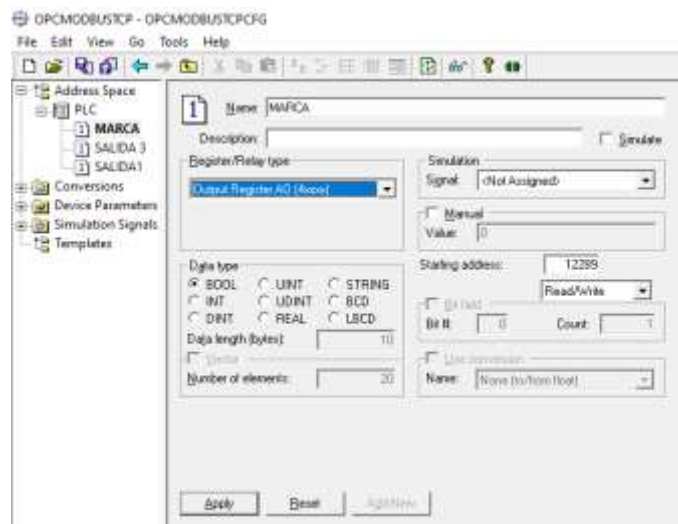 OPCMODBUSTCP - OPCMODBUSTCPCFG
File Edit View Go Tools Help
Address Space
PLC
MARCA
SALIDA 3
SALIDA1
Conversions
Device Parameters
Simulation Signals
Templates
Name: MARCA
Description:
Simulate
Register/Relay type
Output Register AO (4xxxx)
Simulation
Signal: <Not Assigned>
Manual
Value: 0
Data type
BOOL UINT STRING
INT UDINT BCD
DINT REAL LBCD
Data length (bytes): 10
Vector
Number of elements: 20
Starting address: 12289
Read/Write
Bit field
Bit #: 0 Count: 1
Use conversion
Name: None (to/from float)
Apply Reset Add New